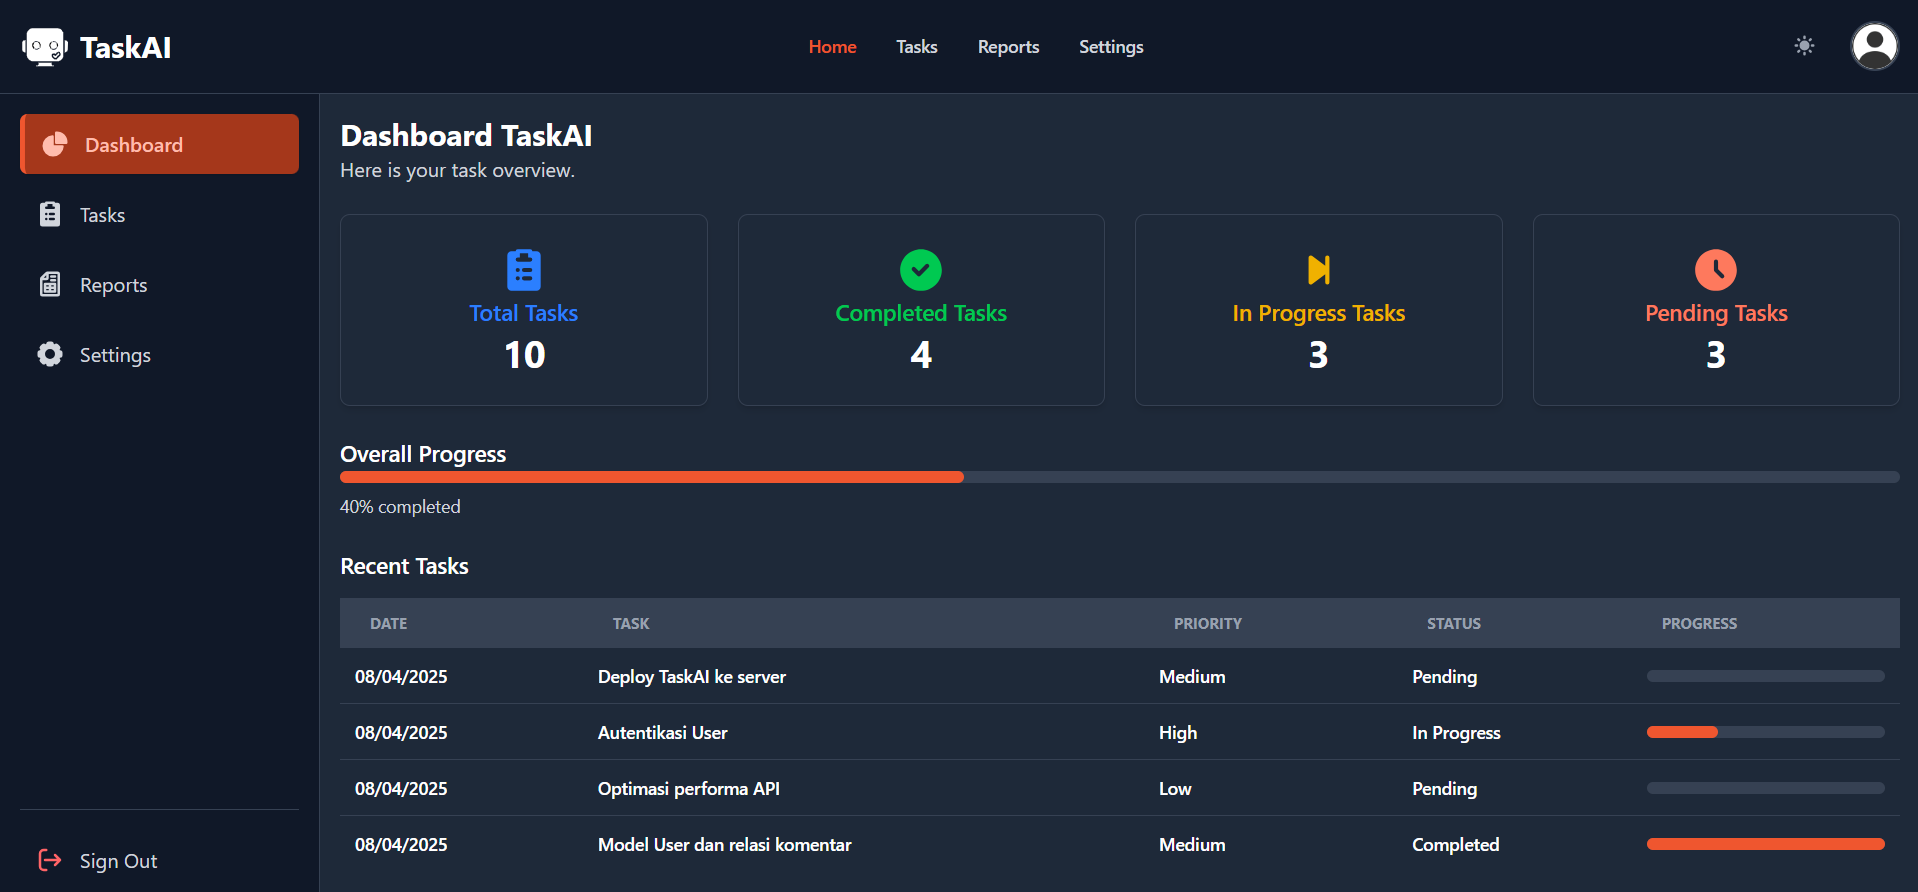 TaskAI
Home Tasks Reports Settings
Dashboard
Tasks
Reports
Settings
Sign Out
Dashboard TaskAI
Here is your task overview.
Total Tasks
10
Completed Tasks
4
In Progress Tasks
3
Pending Tasks
3
Overall Progress
40% completed
Recent Tasks
DATE TASK PRIORITY STATUS PROGRESS
08/04/2025 Deploy TaskAI ke server Medium Pending
08/04/2025 Autentikasi User High In Progress
08/04/2025 Optimasi performa API Low Pending
08/04/2025 Model User dan relasi komentar Medium Completed